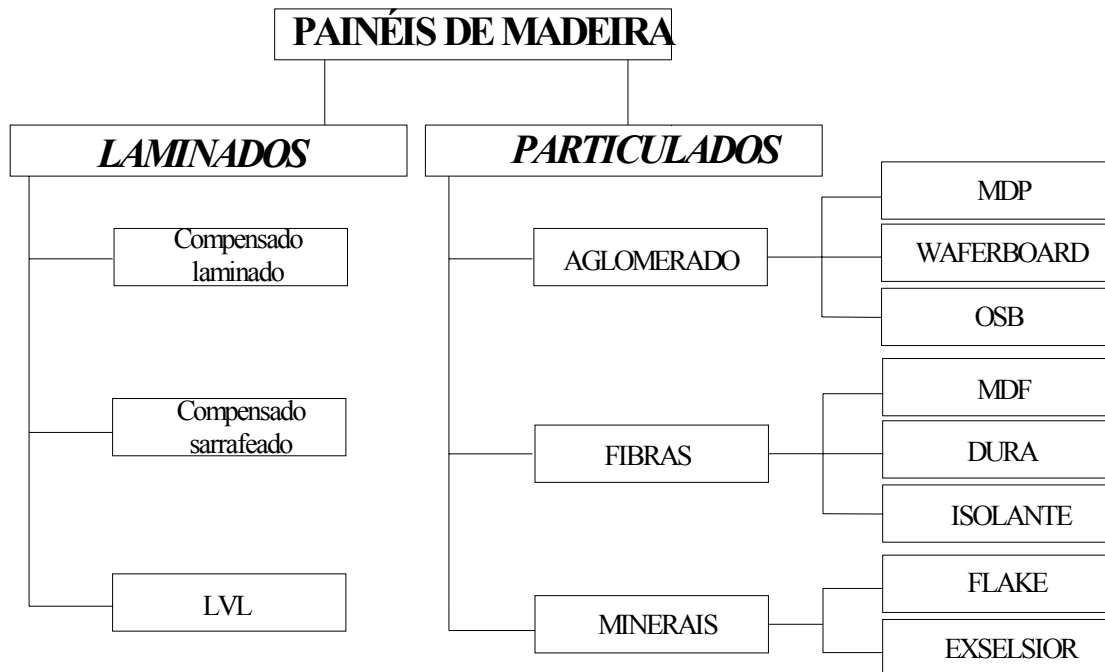 PAINÉIS DE MADEIRA
LAMINADOS
Compensado
laminado
Compensado
sarrafeado
LVL
PARTICULADOS
AGLOMERADO
MDP
WAFERBOARD
OSB
FIBRAS
MDF
DURA
ISOLANTE
MINERAIS
FLAKE
EXSELSIOR